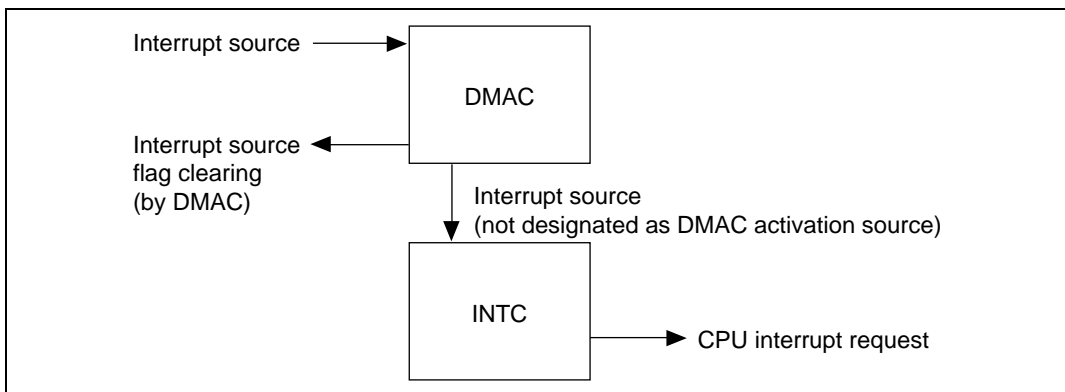 Interrupt source
DMAC
Interrupt source
flag clearing
(by DMAC)
Interrupt source
(not designated as DMAC activation source)
INTC
CPU interrupt request